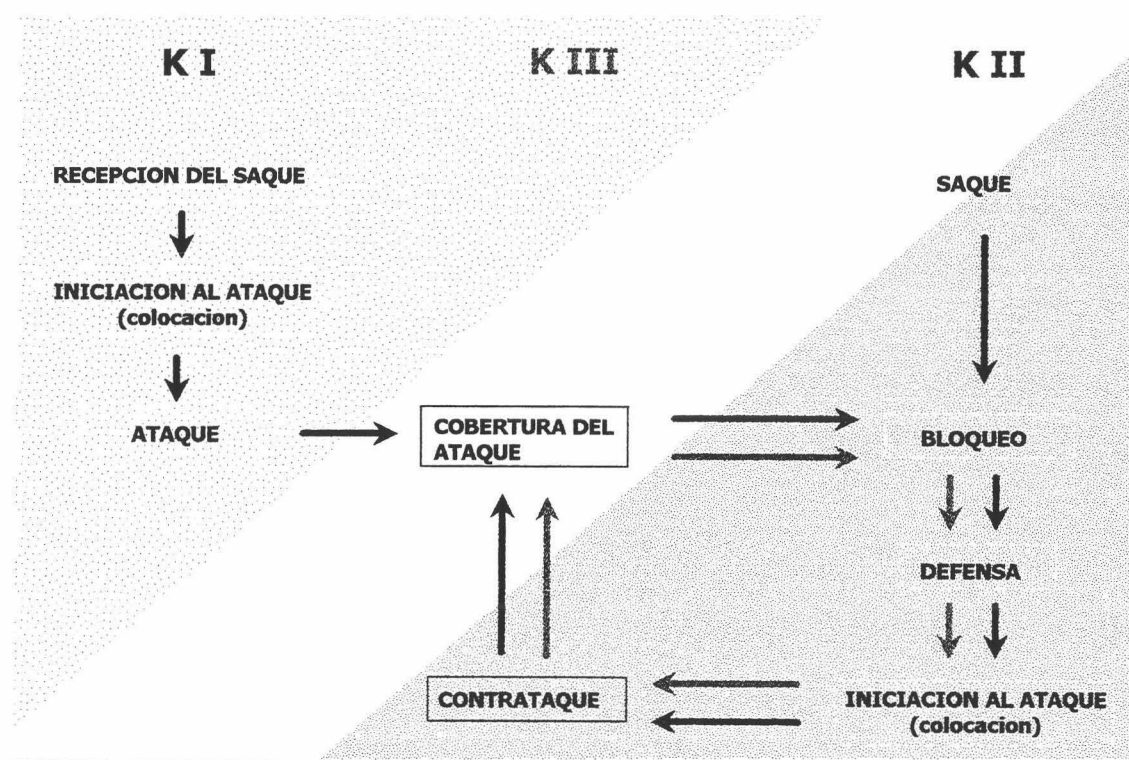 K I
K III
K II
RECEPCION DEL SAQUE
SAQUE
INICIACION AL ATAQUE
(colocacion)
ATAQUE
COBERTURA DEL
ATAQUE
BLOQUEO
DEFENSA
CONTRATAQUE
INICIACION AL ATAQUE
(colocacion)